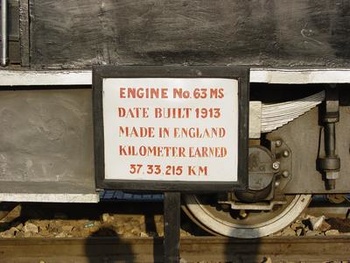 ENGINE No. 63 MS
DATE BUILT 1913
MADE IN ENGLAND
KILOMETER EARNED
37.33.215 KM